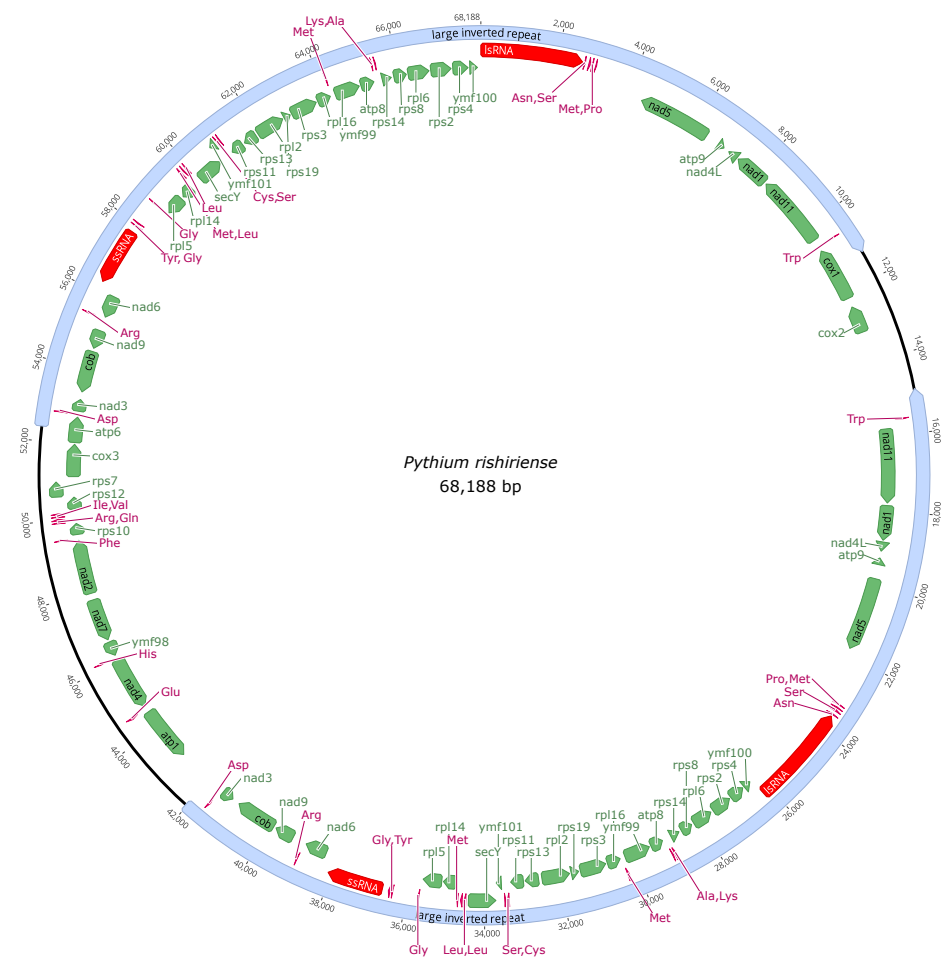 68,188
large inverted repeat
lsRNA
2,000
Asn,Ser
Met,Pro
4,000
nad5
6,000
atp9
nad4L
nad1
nad11
8,000
10,000
Trp
12,000
cox1
cox2
14,000
16,000
Trp
nad11
18,000
nad1
nad4L
atp9
20,000
nad5
22,000
Pro,Met
Ser
Asn
24,000
lsRNA
26,000
ymf100
rps4
rps2
rpl6
rps8
rps14
28,000
Ala,Lys
atp8
ymf99
rpl16
30,000
Met
rps3
rps19
rpl2
32,000
rps13
rps11
ymf101
Ser,Cys
secY
34,000
large inverted repeat
Leu,Leu
Met
rpl14
rpl5
Gly
36,000
Gly,Tyr
ssRNA
38,000
nad6
Arg
nad9
40,000
cob
nad3
Asp
42,000
atp1
44,000
Glu
nad4
46,000
His
ymf98
nad7
48,000
nad2
Phe
rps10
50,000
Arg,Gln
Ile,Val
rps12
rps7
cox3
52,000
atp6
Asp
nad3
54,000
cob
nad9
Arg
nad6
56,000
ssRNA
Tyr, Gly
58,000
Gly
rpl5
rpl14
Met,Leu
Leu
60,000
secY
ymf101
Cys,Ser
rps11
rps13
62,000
rpl2
rps19
rps3
rpl16
64,000
Met
ymf99
atp8
Lys,Ala
66,000
rps14
rps8
rpl6
rps2
rps4
ymf100
Pythium rishiriense
68,188 bp